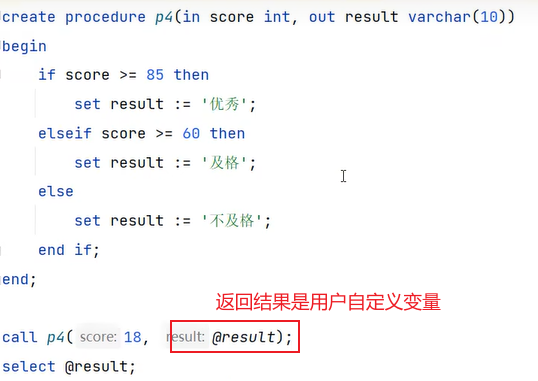 create procedure p4(in score int, out result varchar(10))
begin
if score >= 85 then
set result := '优秀';
elseif score >= 60 then
set result := '及格';
else
set result := '不及格';
end if;
end;
返回结果是用户自定义变量
call p4( score: 18, result: @result);
select @result;